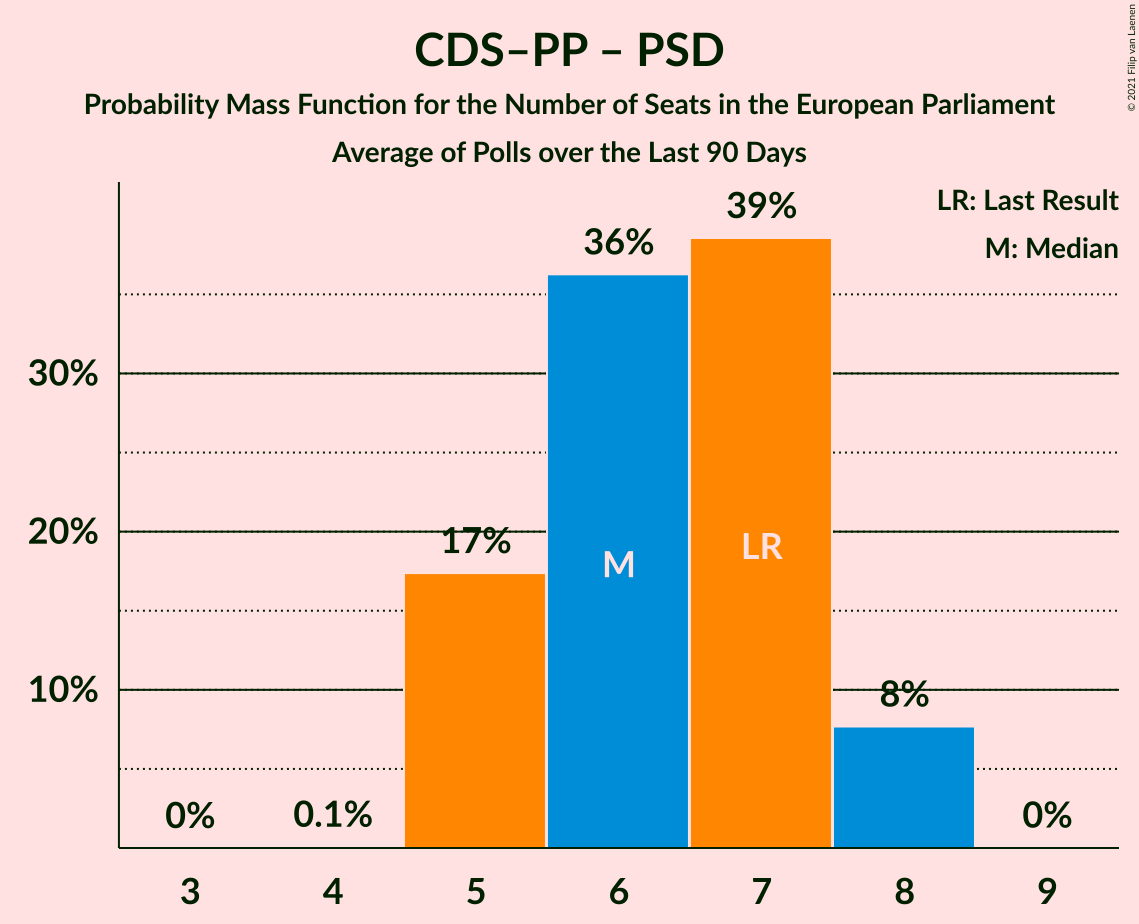 CDS–PP – PSD
Probability Mass Function for the Number of Seats in the European Parliament
Average of Polls over the Last 90 Days
© 2021 Filip van Laenen
LR: Last Result
M: Median
39%
36%
30%
20%
17%
M
LR
10%
8%
0%
0.1%
0%
3 4 5 6 7 8 9